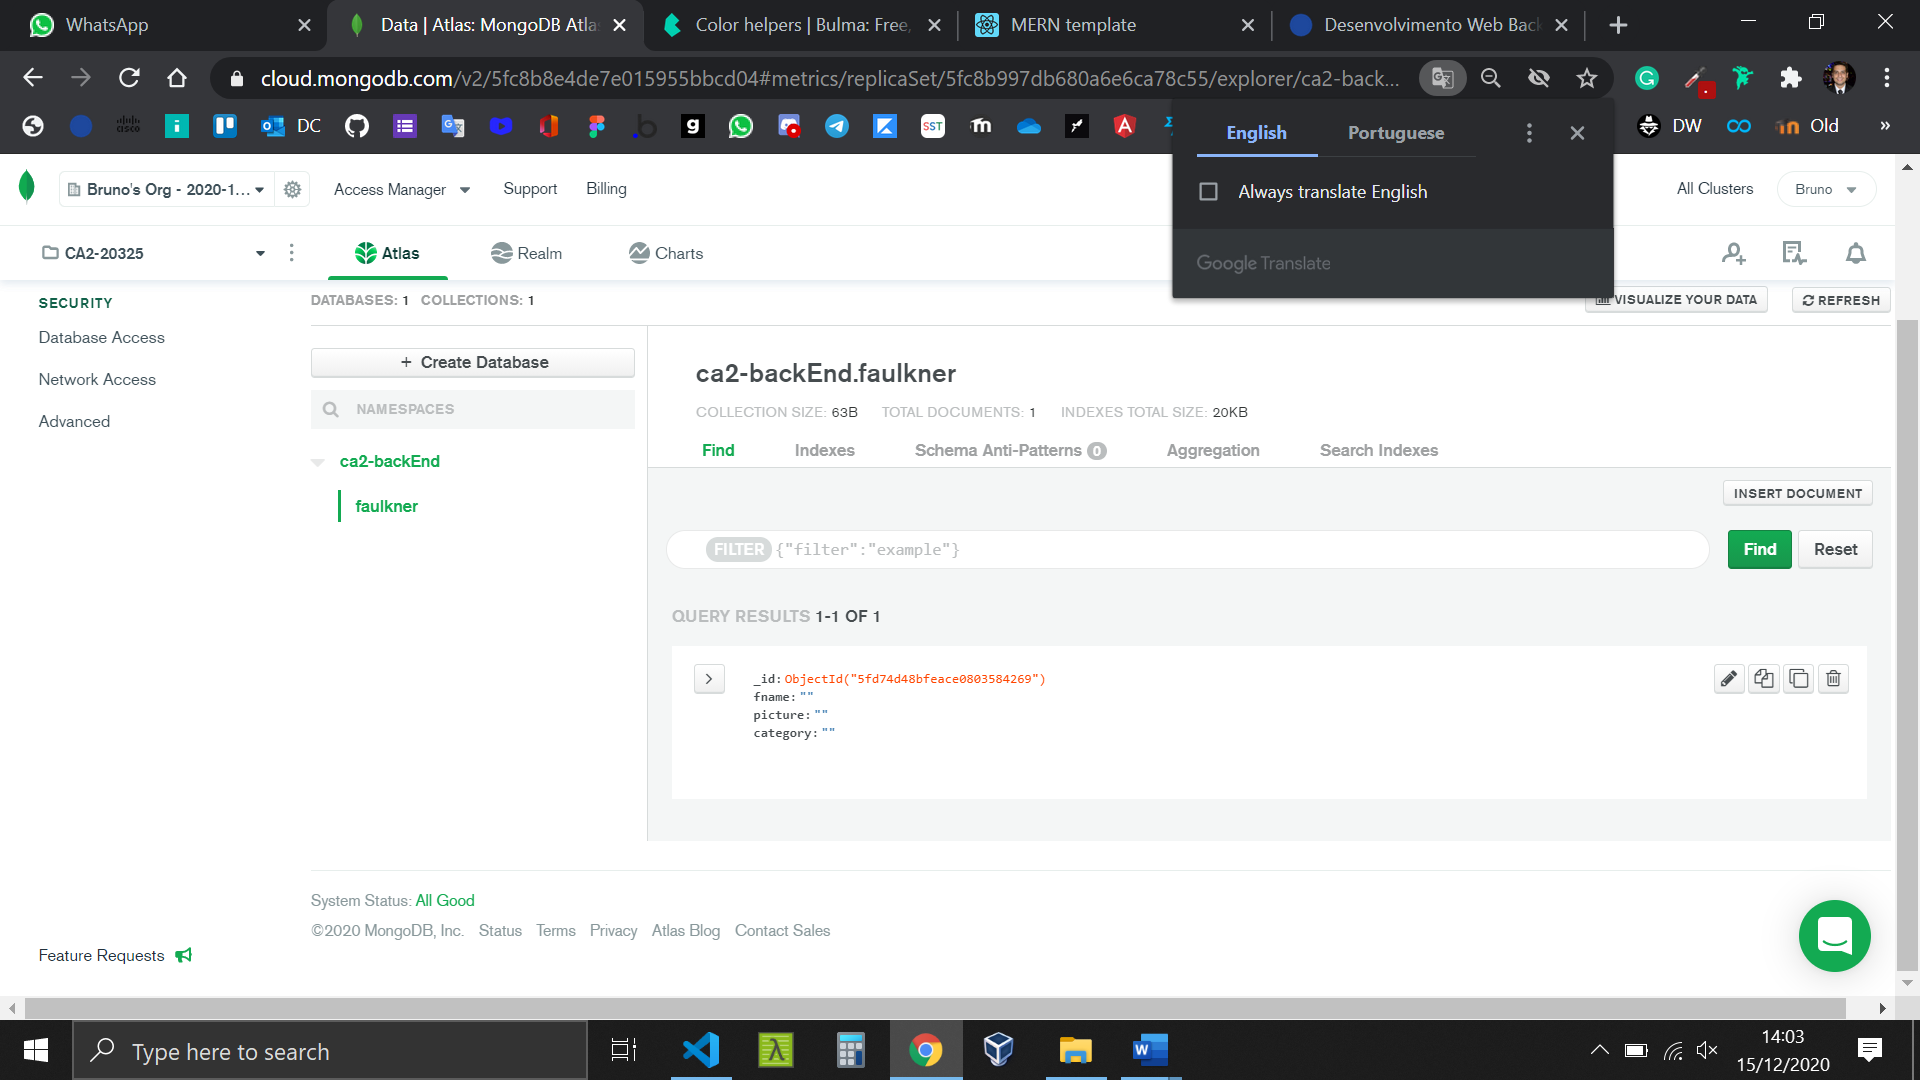 WhatsApp
Data | Atlas: MongoDB Atlas
Color helpers | Bulma: Free,
MERN template
Desenvolvimento Web Back
cloud.mongodb.com/v2/5fc8b8e4de7e015955bbcd04#metrics/replicaSet/5fc8b997db680a6e6ca78c55/explorer/ca2-back...
DC
DW
Old
English
Portuguese
Always translate English
Google Translate
Bruno's Org - 2020-1...
Access Manager
Support
Billing
All Clusters
Bruno
CA2-20325
Atlas
Realm
Charts
SECURITY
Database Access
Network Access
Advanced
DATABASES: 1 COLLECTIONS: 1
VISUALIZE YOUR DATA
REFRESH
+ Create Database
NAMESPACES
ca2-backEnd
faulkner
ca2-backEnd.faulkner
COLLECTION SIZE: 63B TOTAL DOCUMENTS: 1 INDEXES TOTAL SIZE: 20KB
Find
Indexes
Schema Anti-Patterns 0
Aggregation
Search Indexes
INSERT DOCUMENT
FILTER {"filter":"example"}
Find
Reset
QUERY RESULTS 1-1 OF 1
_id: ObjectId("5fd74d48bfeace0803584269")
fname: ""
picture: ""
category: ""
System Status: All Good
©2020 MongoDB, Inc. Status Terms Privacy Atlas Blog Contact Sales
Feature Requests
Type here to search
14:03
15/12/2020